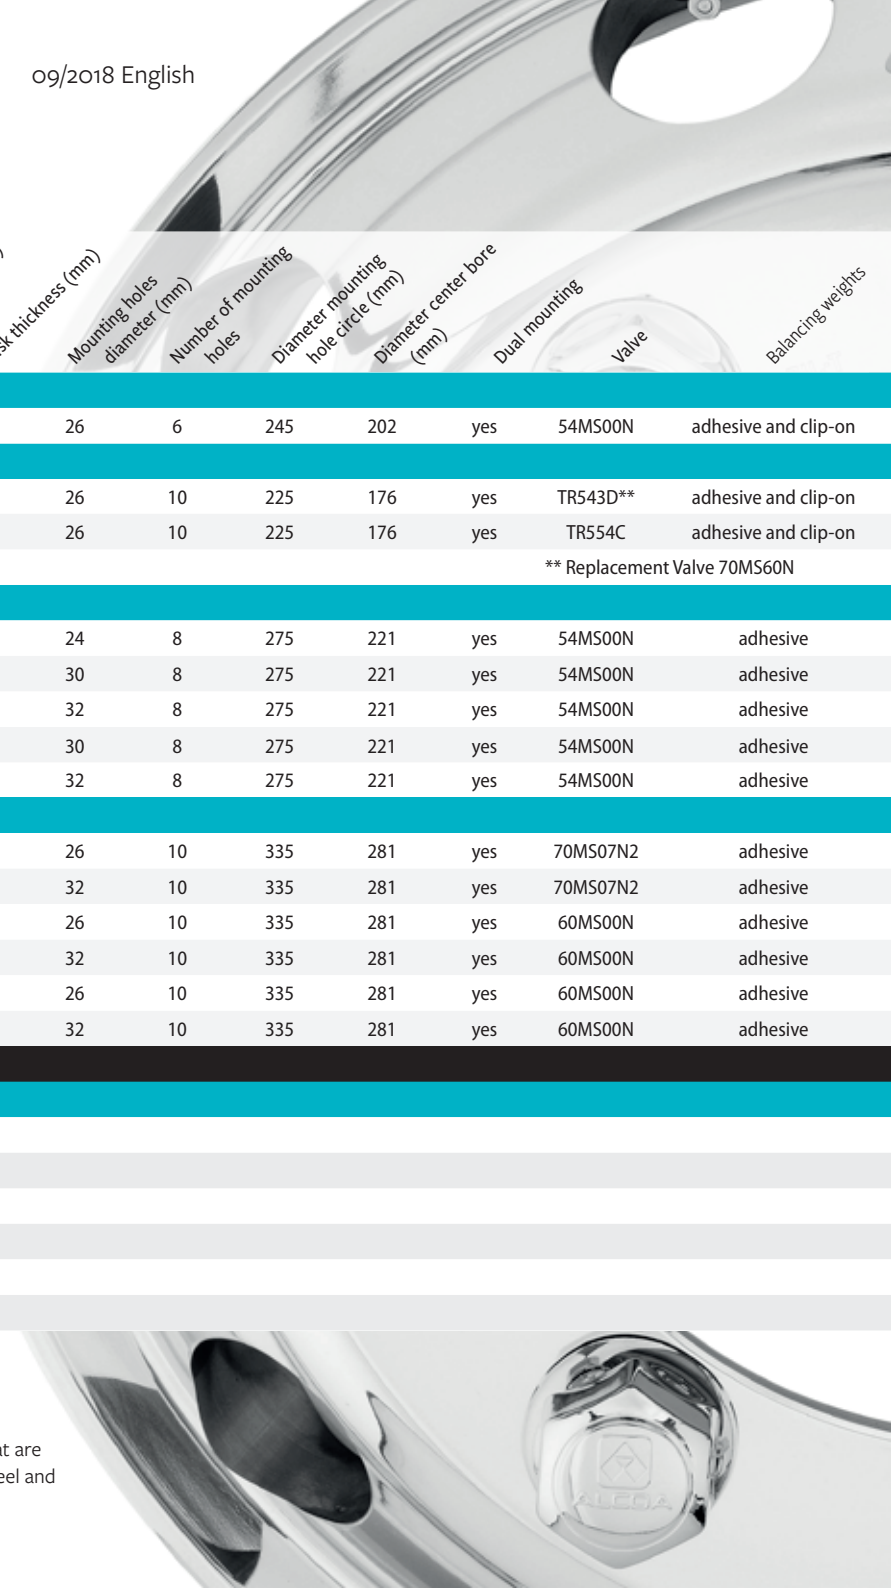 09/2018 English
sk thickness (mm)
Mounting holes
diameter (mm)
Number of mounting
holes
Diameter mounting
hole circle (mm)
Diameter center bore
(mm)
Dual mounting
Valve
Balancing weights
26 6 245 202 yes 54MS00N adhesive and clip-on
26 10 225 176 yes TR543D** adhesive and clip-on
26 10 225 176 yes TR554C adhesive and clip-on
** Replacement Valve 70MS60N
24 8 275 221 yes 54MS00N adhesive
30 8 275 221 yes 54MS00N adhesive
32 8 275 221 yes 54MS00N adhesive
30 8 275 221 yes 54MS00N adhesive
32 8 275 221 yes 54MS00N adhesive
26 10 335 281 yes 70MS07N2 adhesive
32 10 335 281 yes 70MS07N2 adhesive
26 10 335 281 yes 60MS00N adhesive
32 10 335 281 yes 60MS00N adhesive
26 10 335 281 yes 60MS00N adhesive
32 10 335 281 yes 60MS00N adhesive
at are
eel and
ALCOA